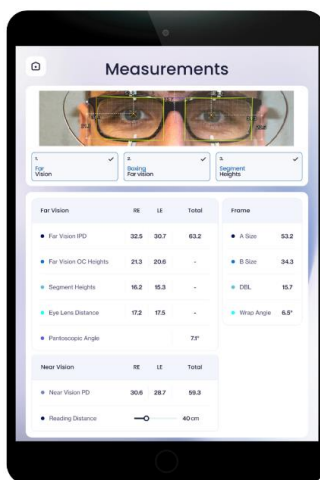 Measurements
1.
Far
Vision
2.
Boxing
Far vision
3.
Segment
Heights
Far Vision RE LE Total
Far Vision IPD 32.5 30.7 63.2
Far Vision OC Heights 21.3 20.6 -
Segment Heights 16.2 15.3 -
Eye Lens Distance 17.2 17.5 -
Pantoscopic Angle 7.1°
Frame
A Size 53.2
B Size 34.3
DBL 15.7
Wrap Angle 6.5°
Near Vision RE LE Total
Near Vision PD 30.6 28.7 59.3
Reading Distance 40cm